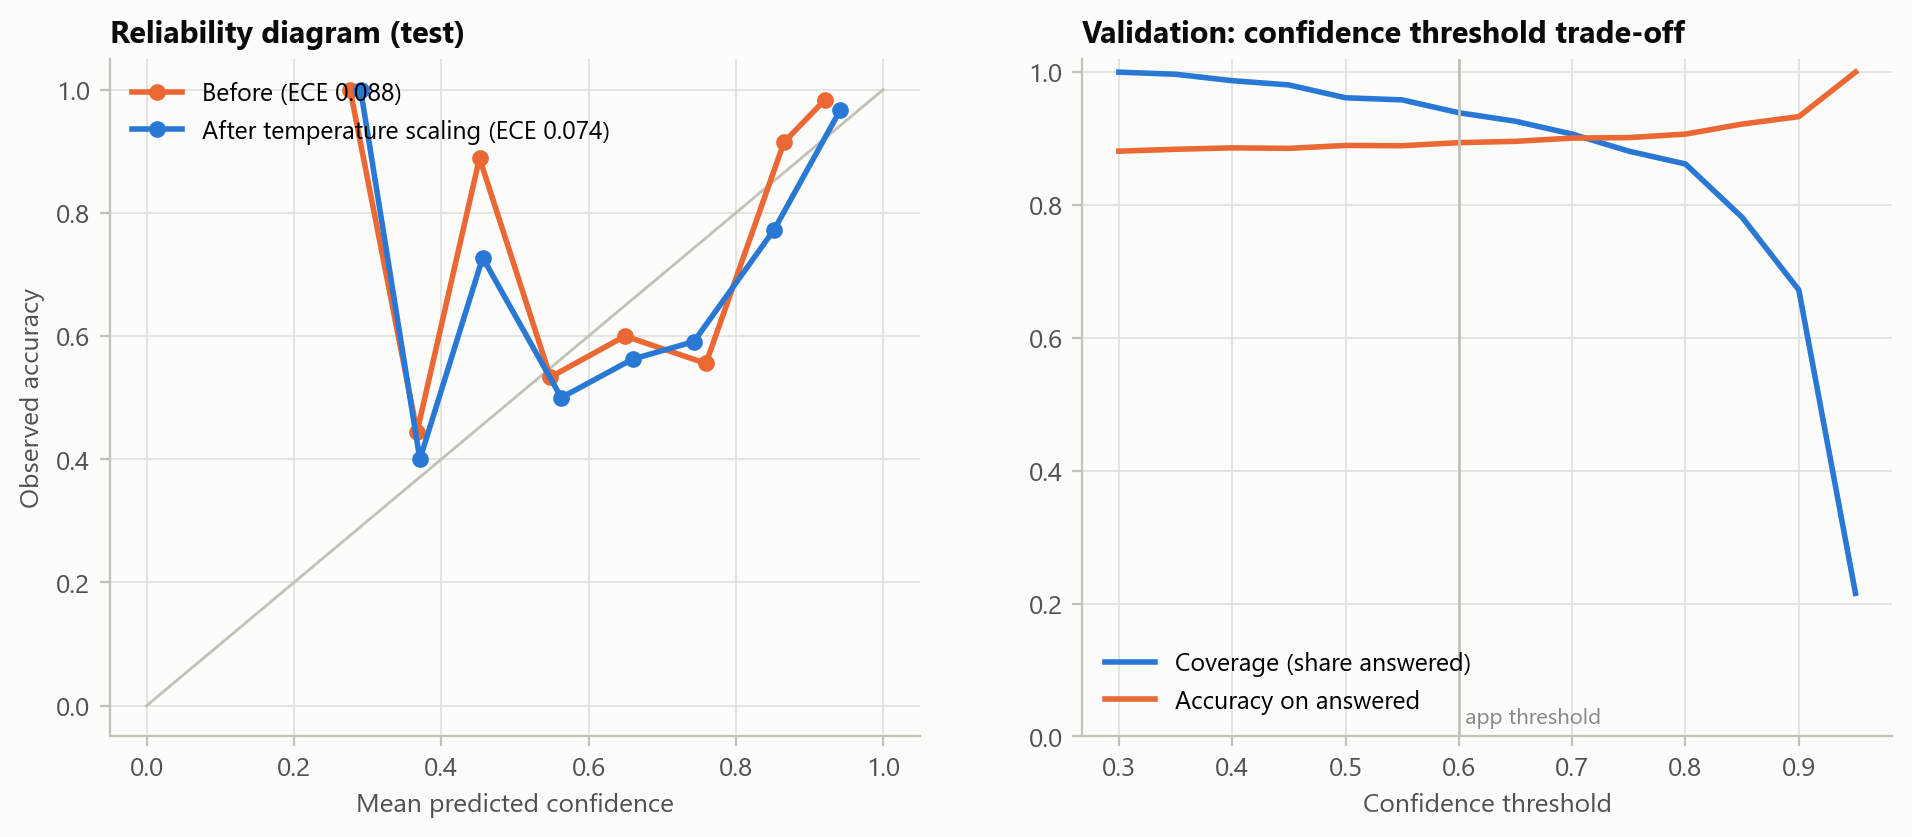 Reliability diagram (test)
Before (ECE 0.088)
After temperature scaling (ECE 0.074)
Observed accuracy
1.0
0.8
0.6
0.4
0.2
0.0
0.0 0.2 0.4 0.6 0.8 1.0
Mean predicted confidence
Validation: confidence threshold trade-off
1.0
0.8
0.6
0.4
0.2
0.0
Coverage (share answered)
Accuracy on answered
app threshold
0.3 0.4 0.5 0.6 0.7 0.8 0.9
Confidence threshold